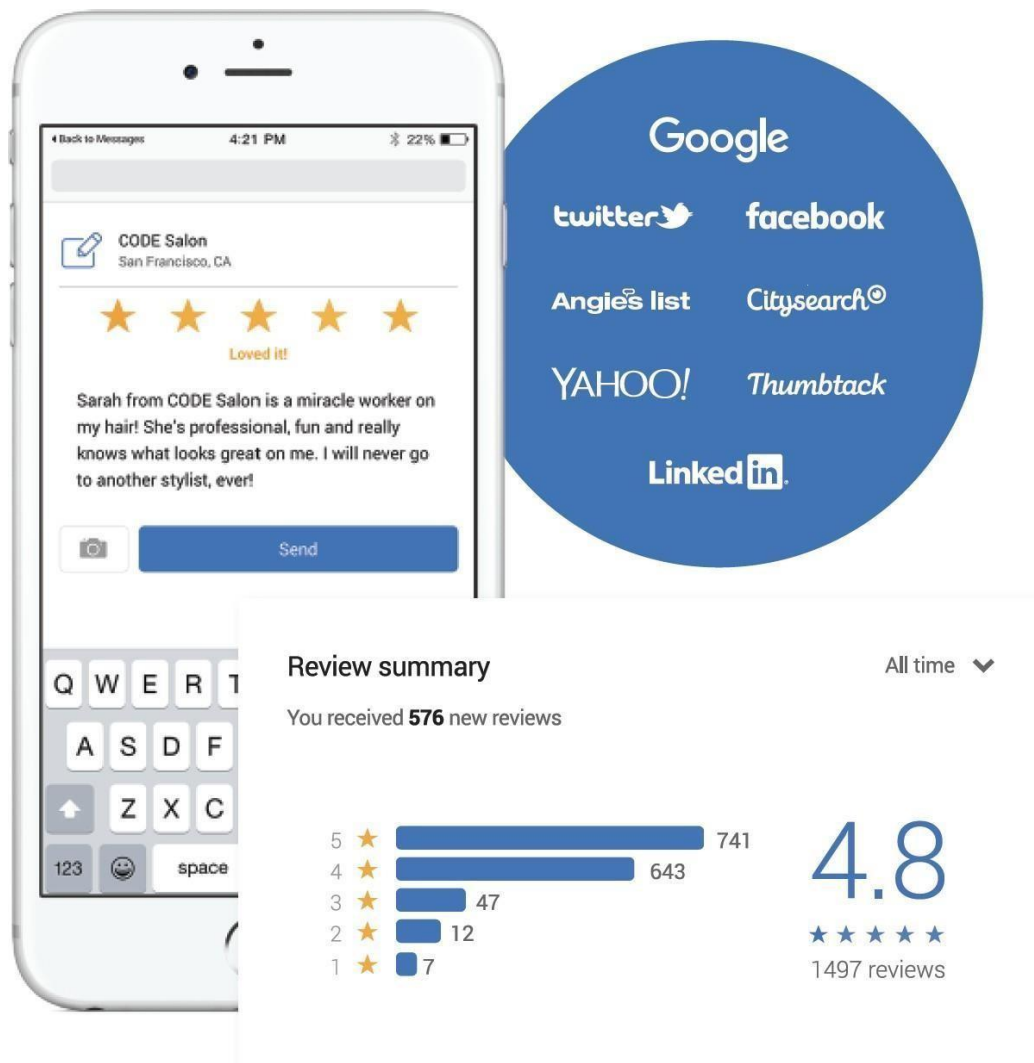 Back to Messages 4:21 PM 22%
CODE Salon
San Francisco, CA
Loved it!
Sarah from CODE Salon is a miracle worker on
my hair! She's professional, fun and really
knows what looks great on me. I will never go
to another stylist, ever!
Send
Q W E R T
A S D F
Z X C
123 space
Google
twitter facebook
Angie's list Citysearch
YAHOO! Thumbtack
Linked in
Review summary All time
You received 576 new reviews
5 741
4 643
3 47
2 12
1 7
4.8
1497 reviews